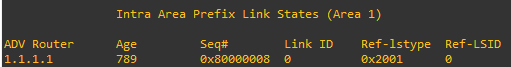 Intra Area Prefix Link States (Area 1)
ADV Router Age Seq# Link ID Ref-lstype Ref-LSID
1.1.1.1 789 0x80000008 0 0x2001 0